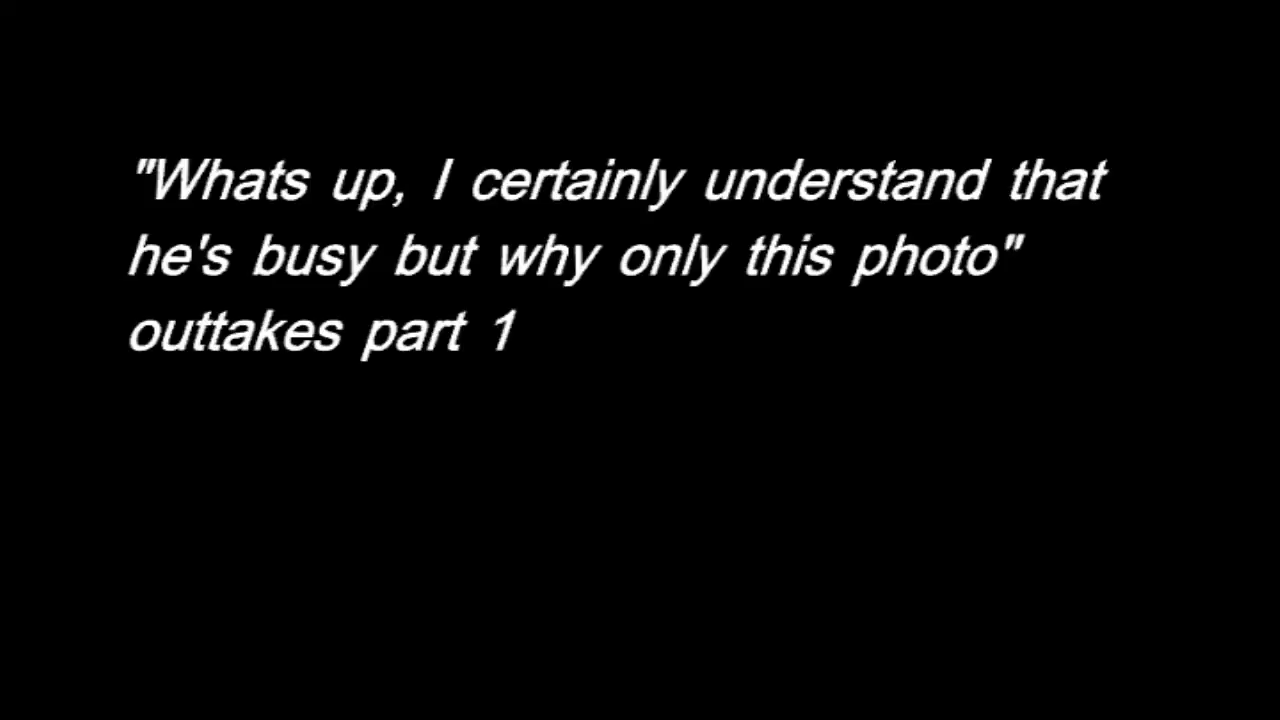 "Whats up, I certainly understand that
he's busy but why only this photo"
outtakes part 1